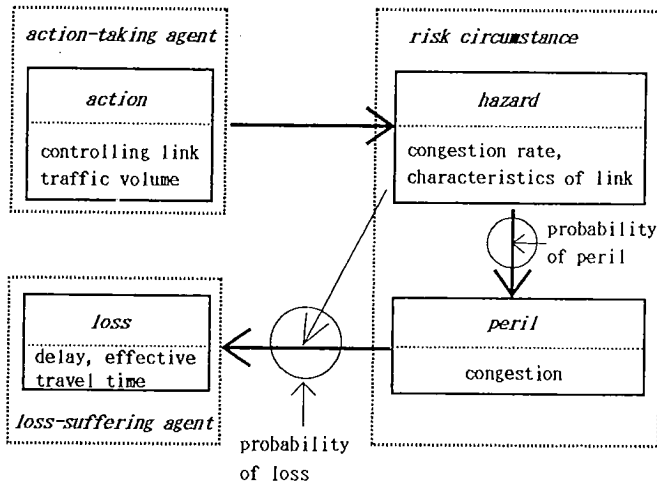 action-taking agent
action
controlling link
traffic volume
risk circumstance
hazard
congestion rate,
characteristics of link
probability
of peril
peril
congestion
loss
delay, effective
travel time
loss-suffering agent
probability
of loss